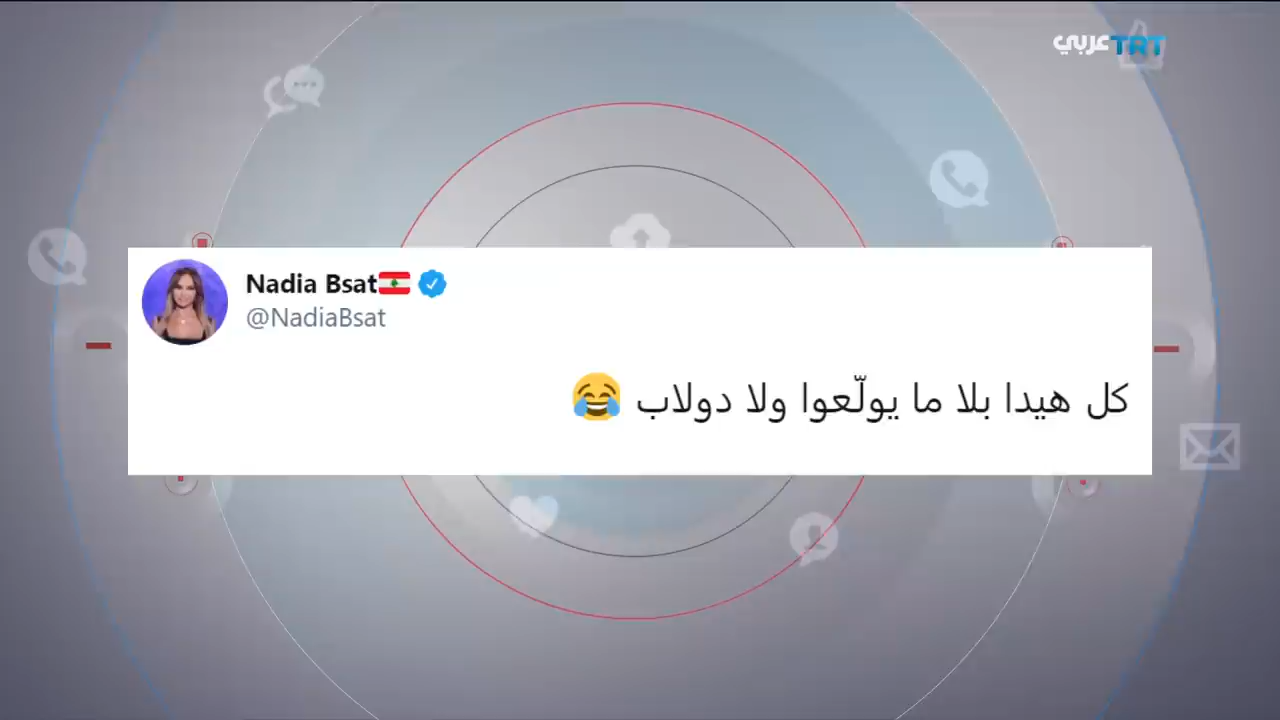 TRT عربي
Nadia Bsat🇱🇧
@NadiaBsat
كل هيدا بلا ما يولّعوا ولا دولاب 😂